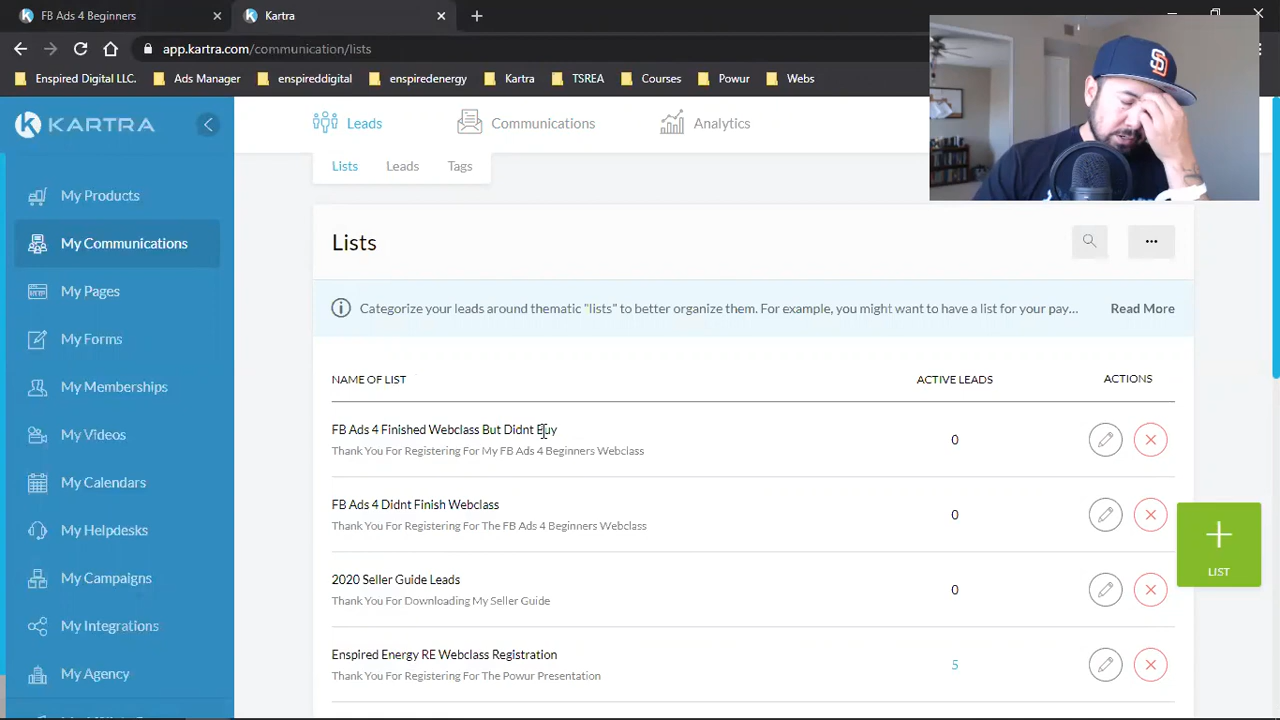 FB Ads 4 Beginners
Kartra
app.kartra.com/communication/lists
Enspired Digital LLC.
Ads Manager
enspireddigital
enspiredenergy
Kartra
TSREA
Courses
Powur
Webs
KARTRA
Leads
Communications
Analytics
Lists
Leads
Tags
My Products
My Communications
My Pages
My Forms
My Memberships
My Videos
My Calendars
My Helpdesks
My Campaigns
My Integrations
My Agency
Lists
Categorize your leads around thematic "lists" to better organize them. For example, you might want to have a list for your pay...
Read More
NAME OF LIST
ACTIVE LEADS
ACTIONS
FB Ads 4 Finished Webclass But Didnt Buy
Thank You For Registering For My FB Ads 4 Beginners Webclass
0
FB Ads 4 Didnt Finish Webclass
Thank You For Registering For The FB Ads 4 Beginners Webclass
0
2020 Seller Guide Leads
Thank You For Downloading My Seller Guide
0
Enspired Energy RE Webclass Registration
Thank You For Registering For The Powur Presentation
5
LIST
SD